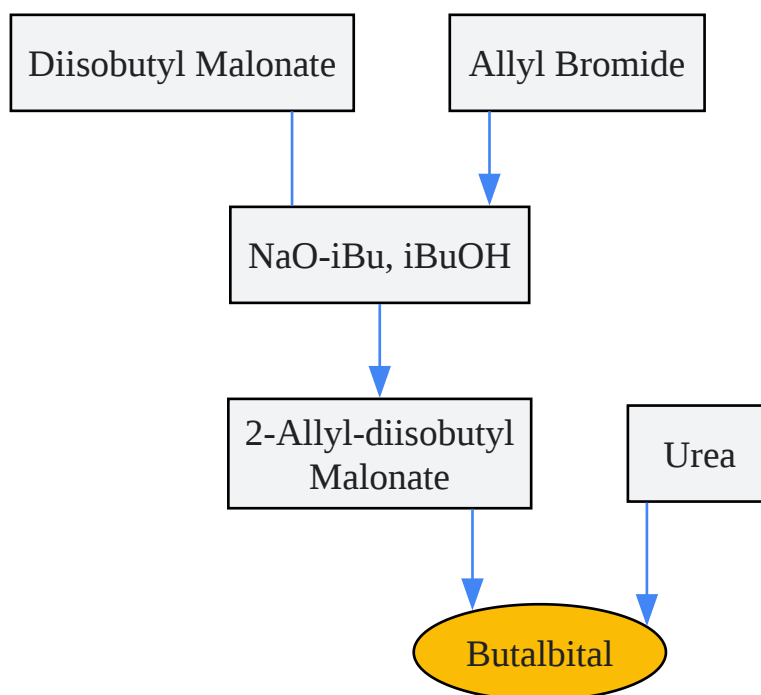 Diisobutyl Malonate
Allyl Bromide
NaO-iBu, iBuOH
2-Allyl-diisobutyl
Malonate
Urea
Butalbital